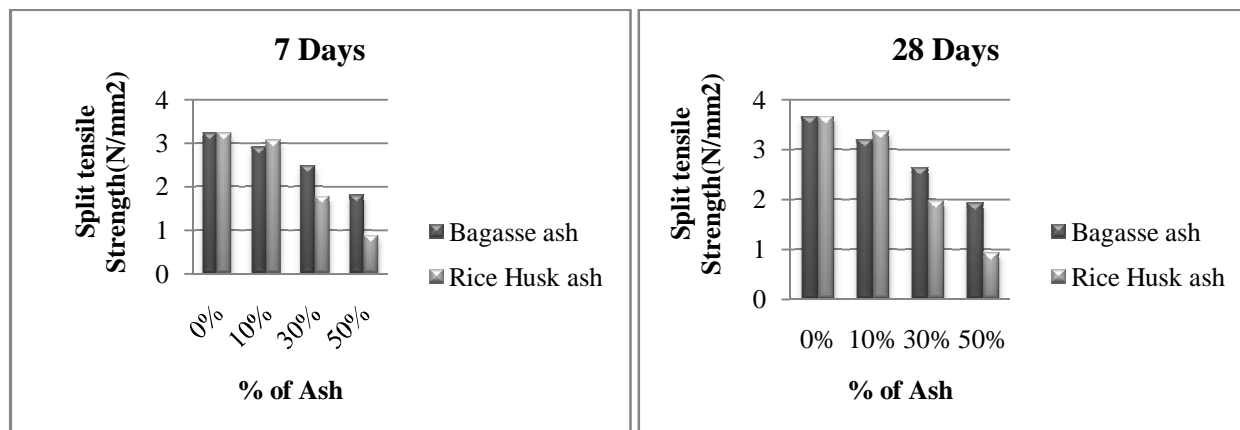 7 Days
Split tensile
Strength(N/mm2)
4
3
2
1
0
0%
10%
30%
50%
% of Ash
Bagasse ash
Rice Husk ash
28 Days
Split tensile
Strength(N/mm2)
4
3
2
1
0
0%
10%
30%
50%
% of Ash
Bagasse ash
Rice Husk ash